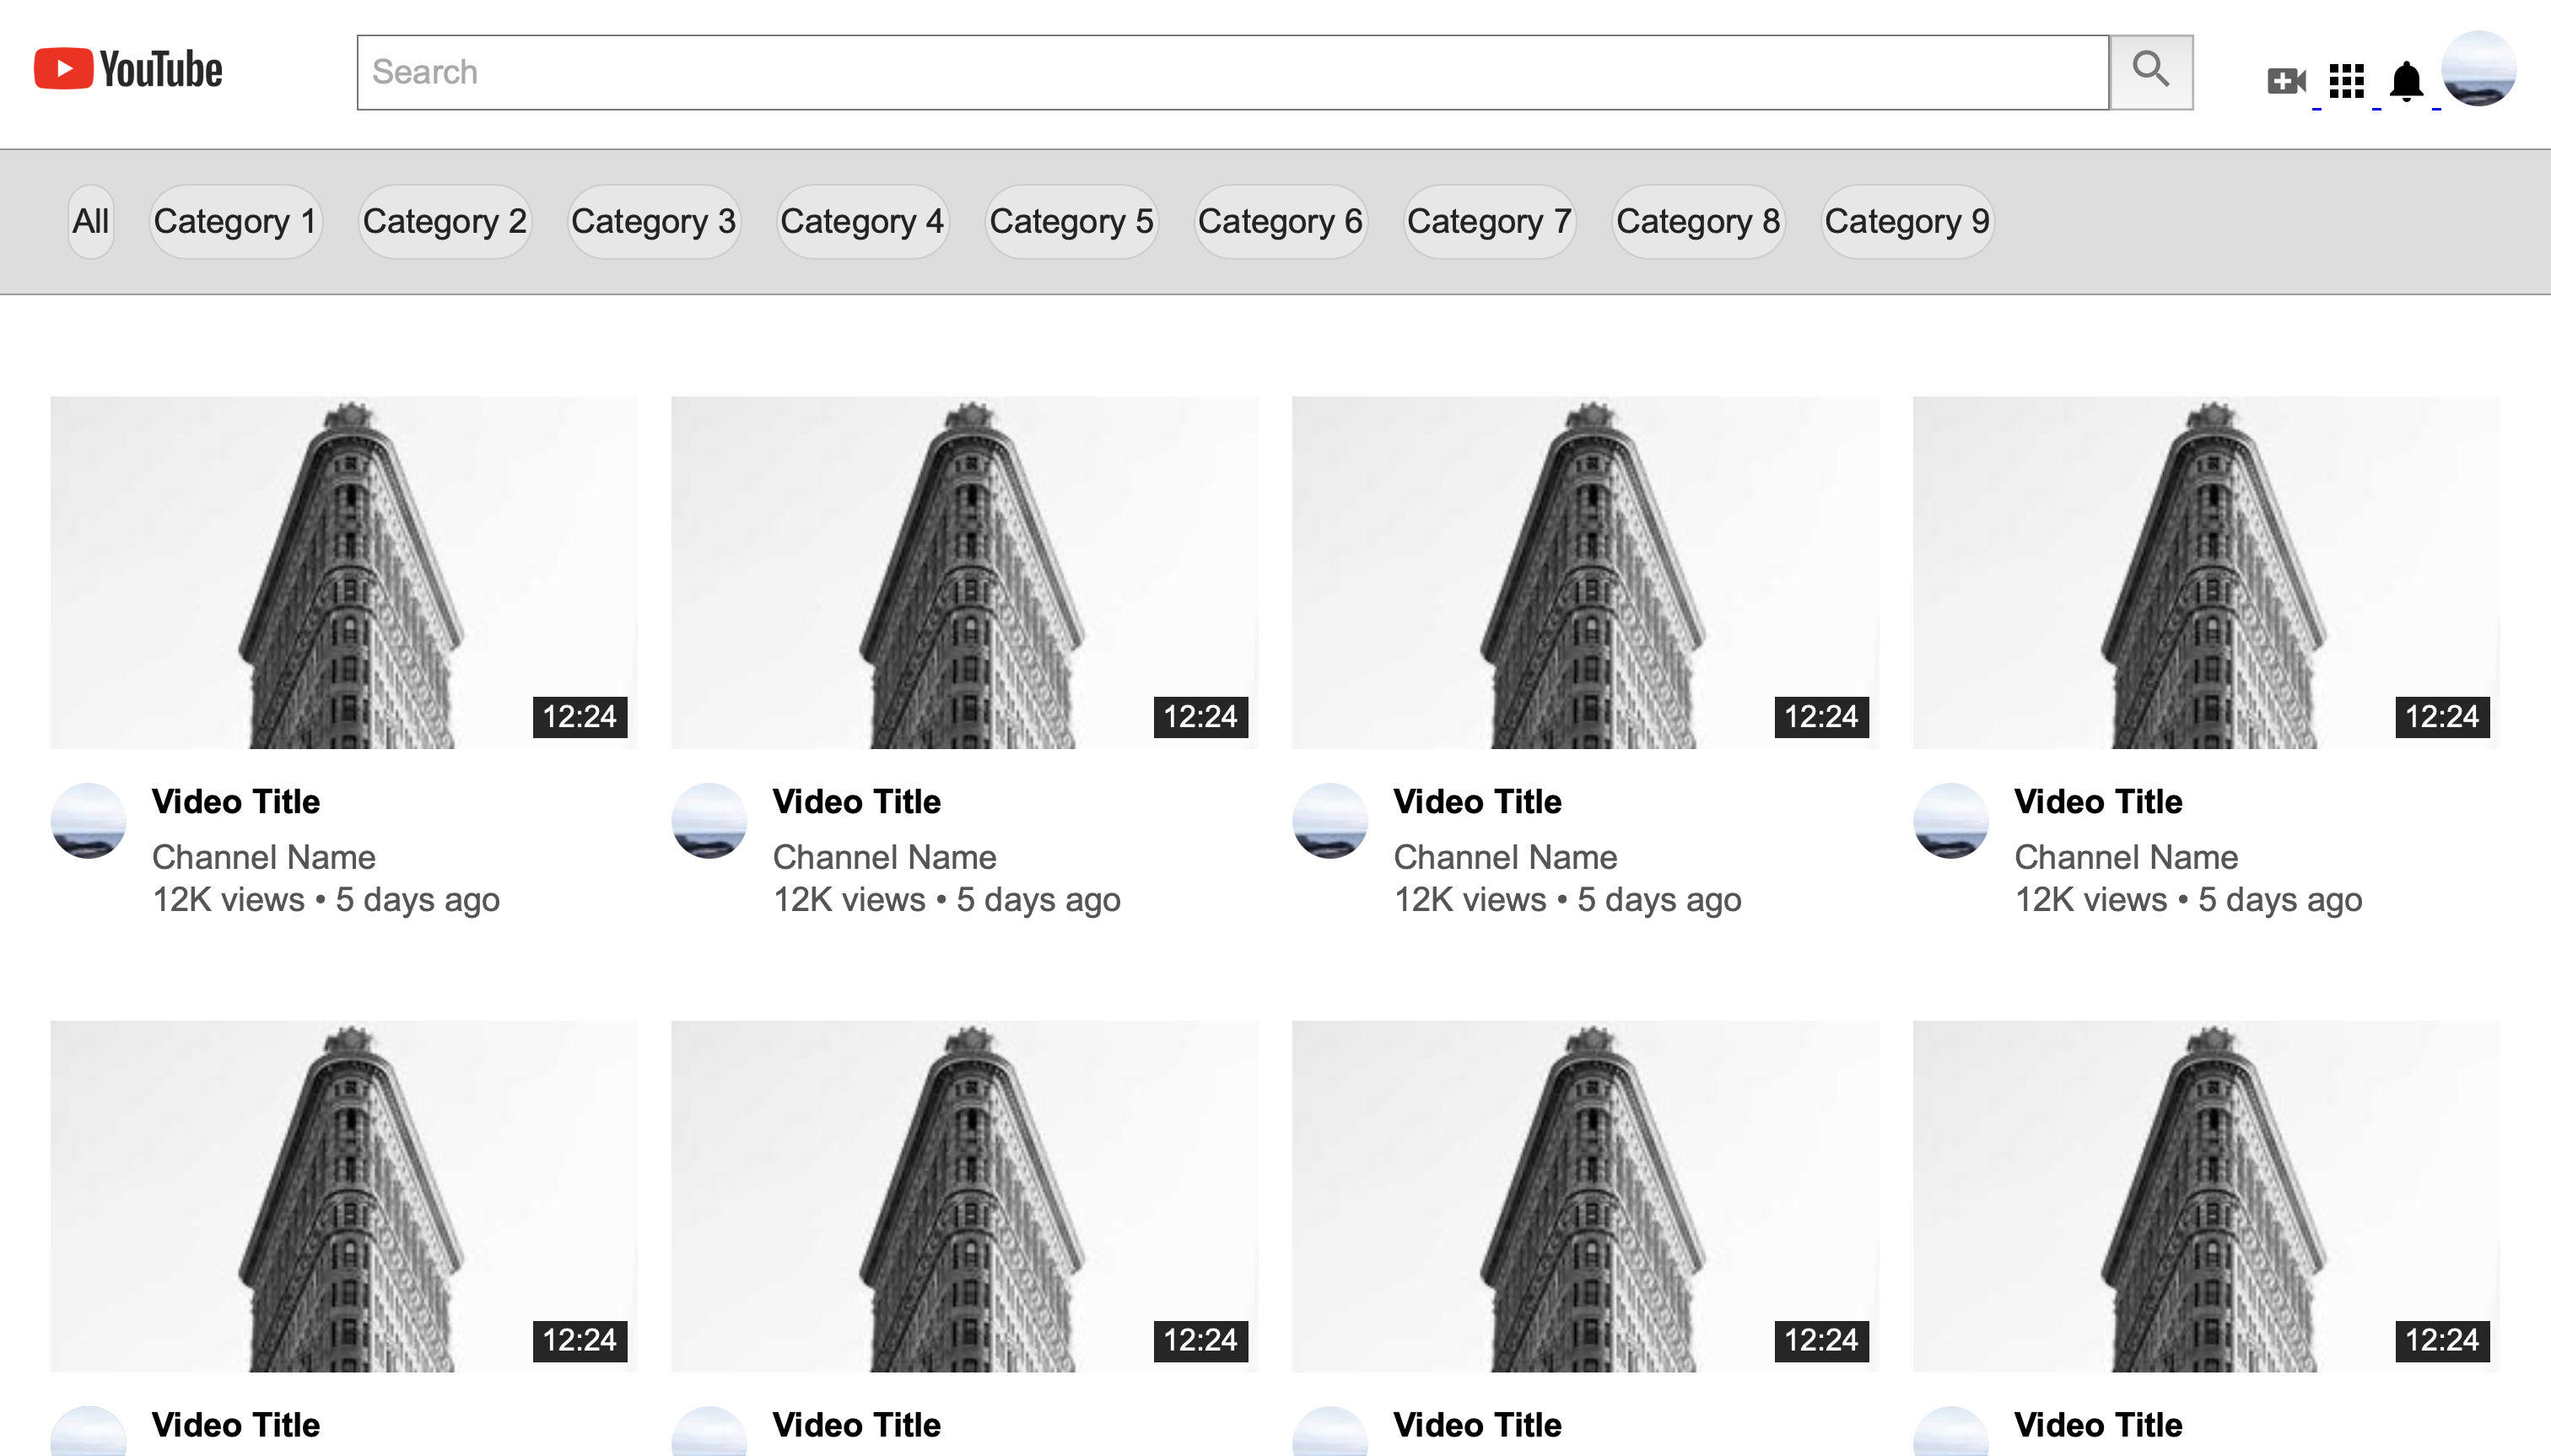 YouTube
Search
All Category 1 Category 2 Category 3 Category 4 Category 5 Category 6 Category 7 Category 8 Category 9
12:24 12:24 12:24 12:24
Video Title Video Title Video Title Video Title
Channel Name Channel Name Channel Name Channel Name
12K views • 5 days ago 12K views • 5 days ago 12K views • 5 days ago 12K views • 5 days ago
12:24 12:24 12:24 12:24
Video Title Video Title Video Title Video Title